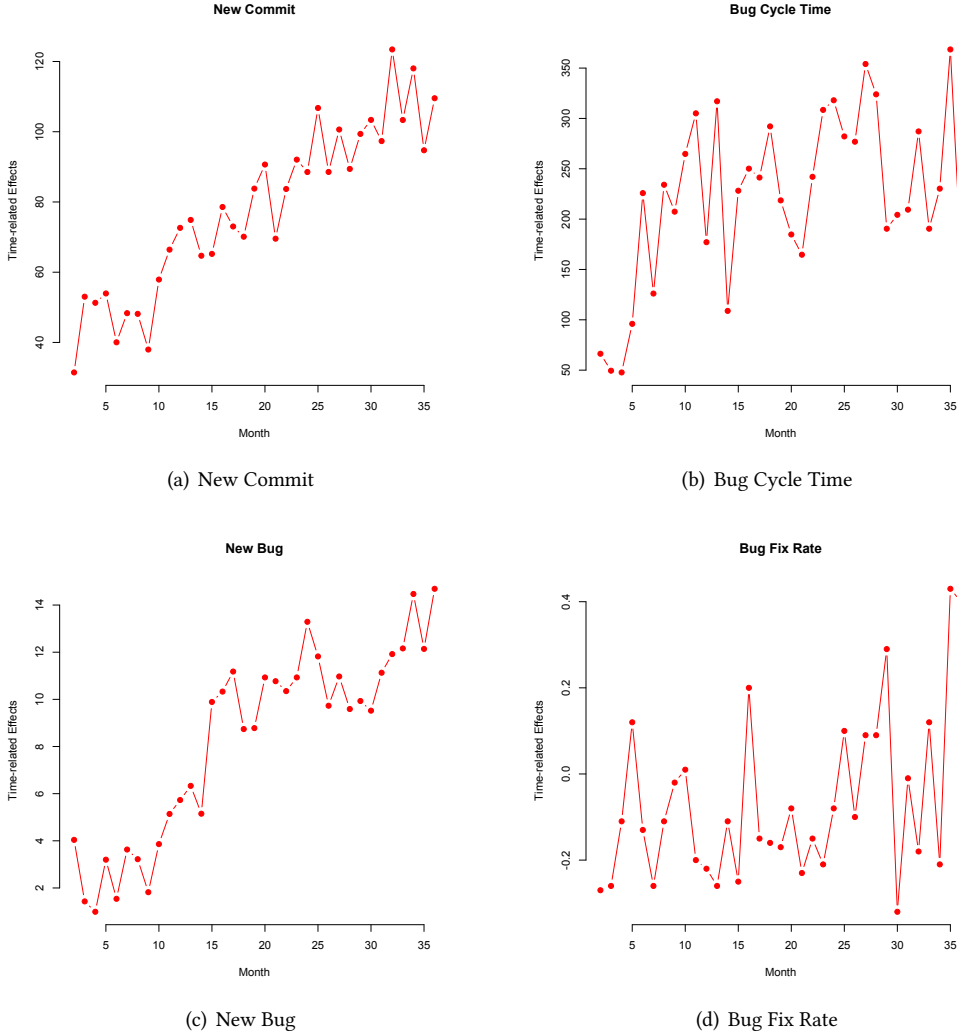 New Commit
Time-related Effects
120
100
80
60
40
5 10 15 20 25 30 35
Month
(a) New Commit
Bug Cycle Time
Time-related Effects
350
300
250
200
150
100
50
5 10 15 20 25 30 35
Month
(b) Bug Cycle Time
New Bug
Time-related Effects
14
12
10
8
6
4
2
5 10 15 20 25 30 35
Month
(c) New Bug
Bug Fix Rate
Time-related Effects
0.4
0.2
0.0
-0.2
5 10 15 20 25 30 35
Month
(d) Bug Fix Rate